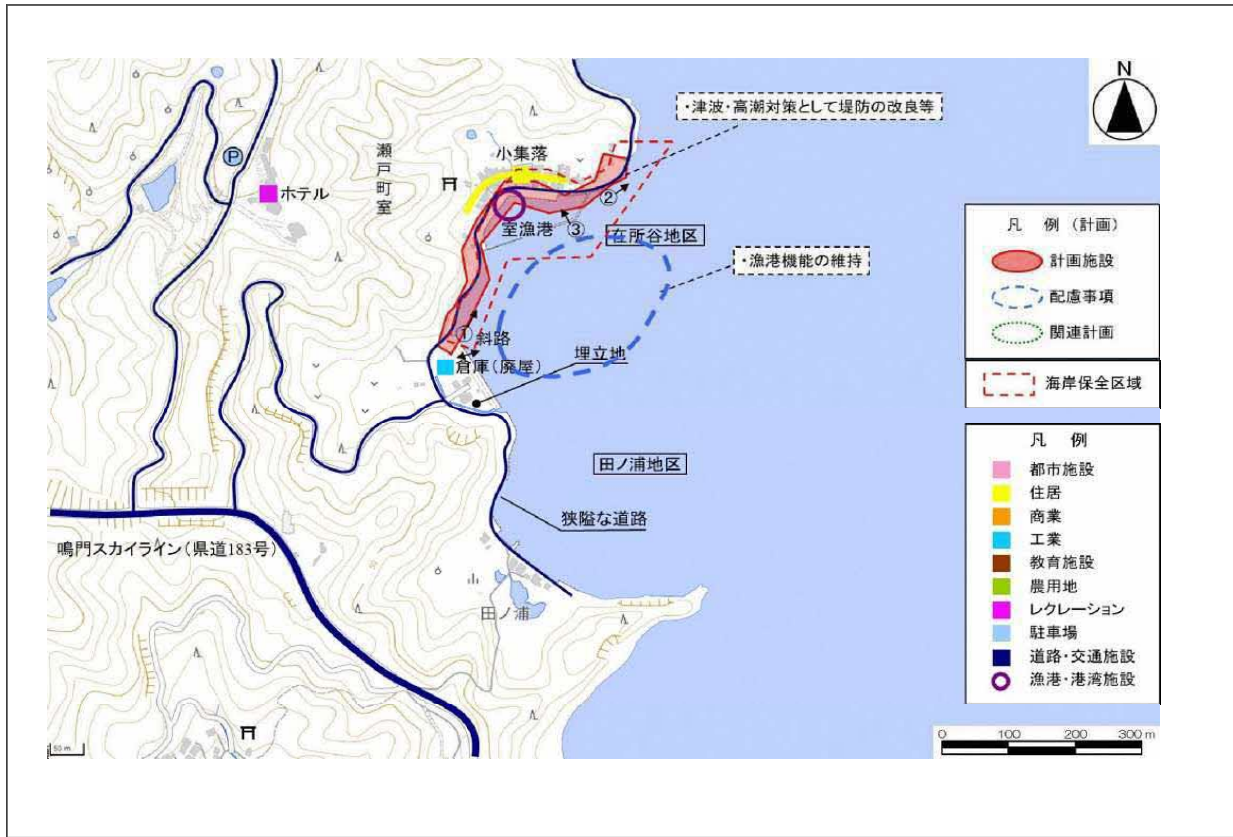 N
・津波・高潮対策として堤防の改良等
小集落
P
瀬戸町室
ホテル
②
室漁港
③
在所谷地区
・漁港機能の維持
①
斜路
埋立地
倉庫(廃屋)
田ノ浦地区
狭隘な道路
鳴門スカイライン(県道183号)
田ノ浦
50 m
凡 例 (計画)
計画施設
配慮事項
関連計画
海岸保全区域
凡 例
都市施設
住居
商業
工業
教育施設
農用地
レクレーション
駐車場
道路・交通施設
漁港・港湾施設
0 100 200 300 m